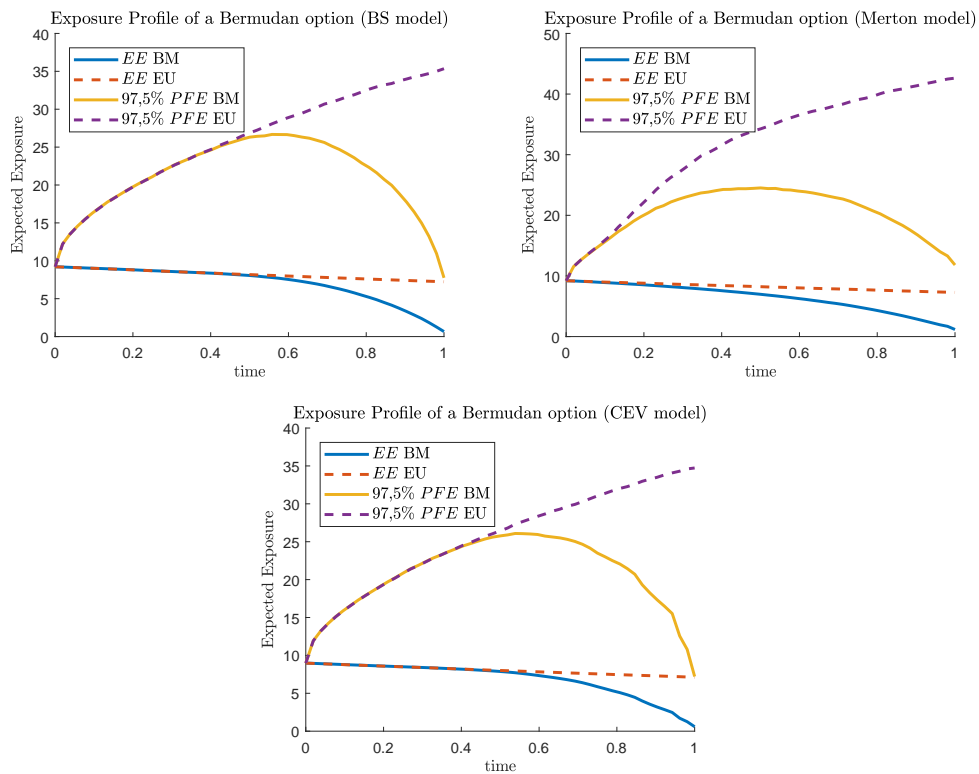 Exposure Profile of a Bermudan option (BS model)
40
35
30
25
20
15
10
5
0
Expected Exposure
EE BM
EE EU
97,5% PFE BM
97,5% PFE EU
0 0.2 0.4 0.6 0.8 1
time
Exposure Profile of a Bermudan option (Merton model)
50
40
30
20
10
0
Expected Exposure
EE BM
EE EU
97,5% PFE BM
97,5% PFE EU
0 0.2 0.4 0.6 0.8 1
time
Exposure Profile of a Bermudan option (CEV model)
40
35
30
25
20
15
10
5
0
Expected Exposure
EE BM
EE EU
97,5% PFE BM
97,5% PFE EU
0 0.2 0.4 0.6 0.8 1
time